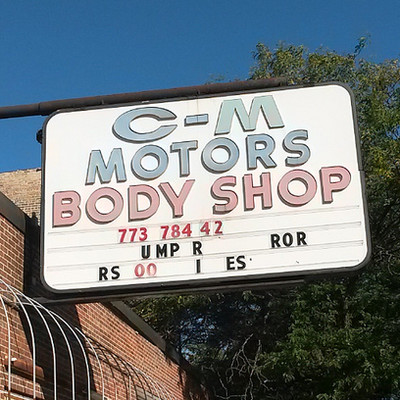 C-M
MOTORS
BODY SHOP
773 784 42
UMP R ROR
RS 00 I ES